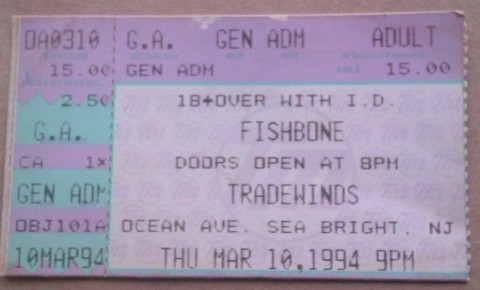 DA0310 G.A. GEN ADM ADULT
15.00 GEN ADM 15.00
2.50 18+OVER WITH I.D.
G.A. FISHBONE
CA 1x DOORS OPEN AT 8PM
GEN ADM TRADEWINDS
OBJ101A OCEAN AVE. SEA BRIGHT, NJ
10MAR94 THU MAR 10,1994 9PM